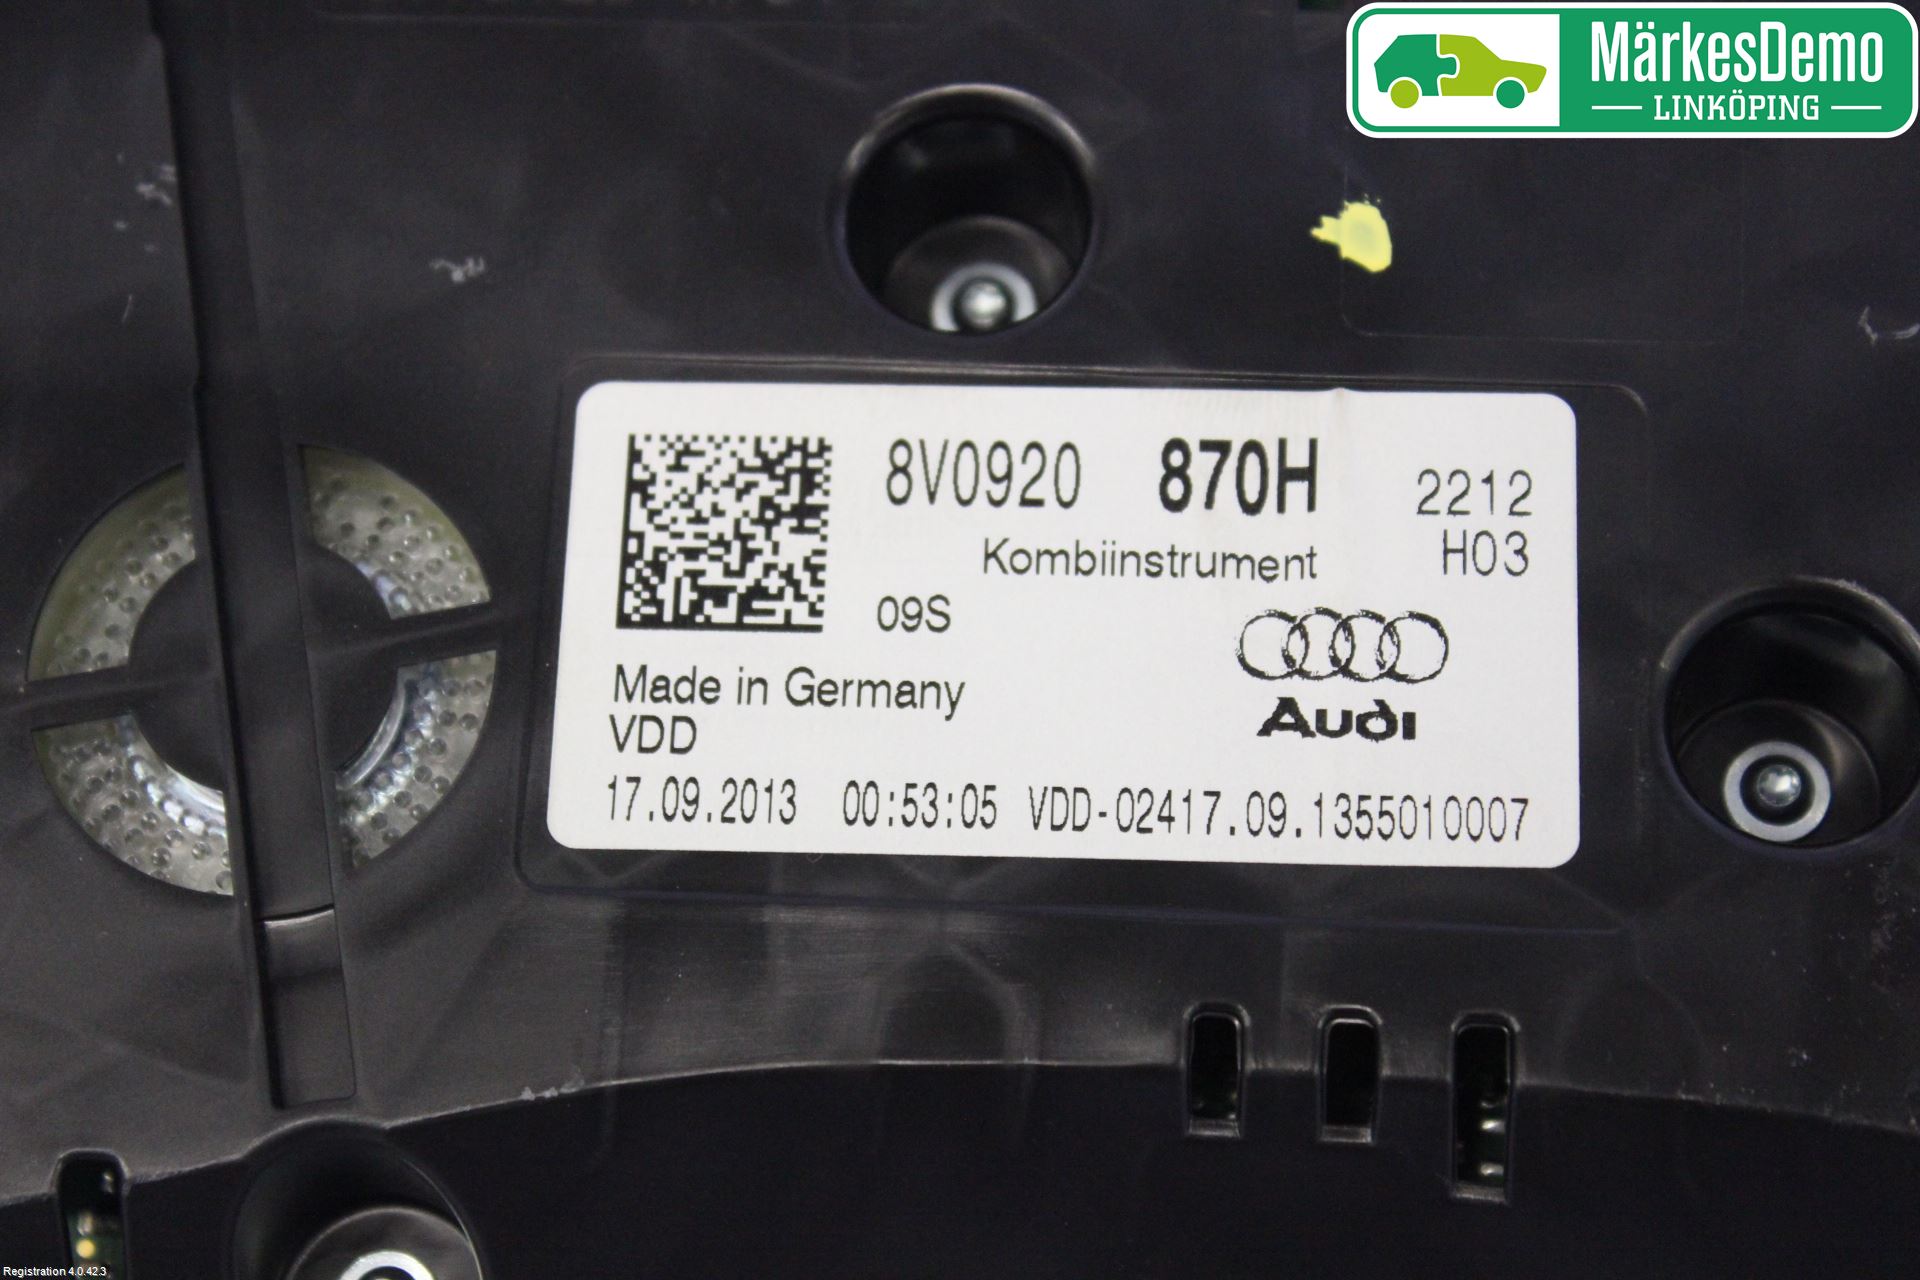 MärkesDemo
LINKÖPING
8V0920 870H 2212
Kombiinstrument H03
09S
Made in Germany
VDD
Audi
17.09.2013 00:53:05 VDD-02417.09.1355010007
Registration 4.0.42.3